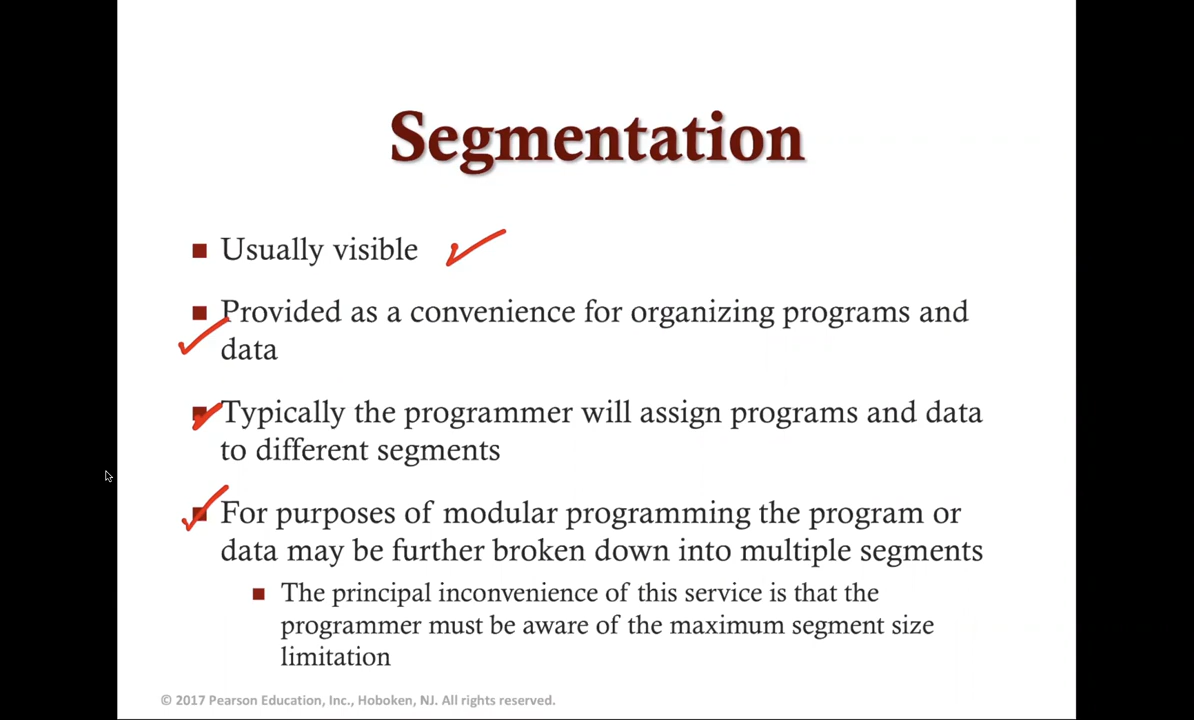 Segmentation
Usually visible
Provided as a convenience for organizing programs and
data
Typically the programmer will assign programs and data
to different segments
For purposes of modular programming the program or
data may be further broken down into multiple segments
The principal inconvenience of this service is that the
programmer must be aware of the maximum segment size
limitation
© 2017 Pearson Education, Inc., Hoboken, NJ. All rights reserved.